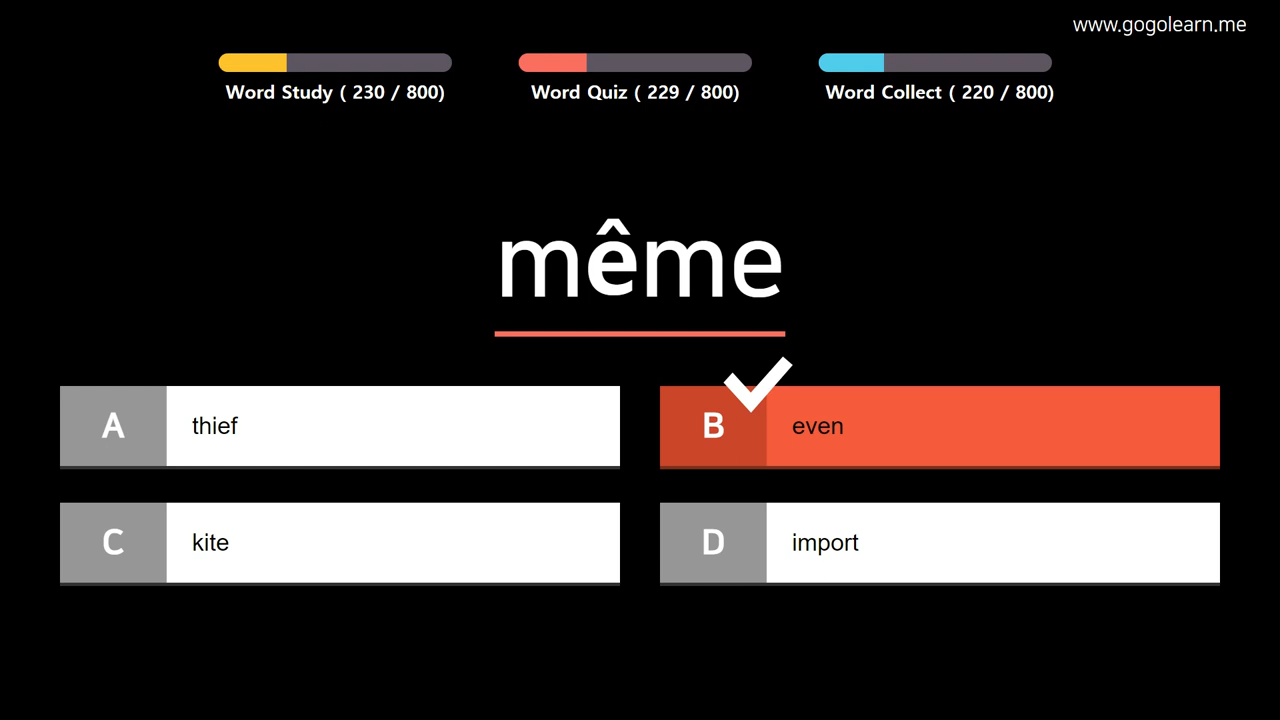 www.gogolearn.me
Word Study ( 230 / 800)
Word Quiz ( 229 / 800)
Word Collect ( 220 / 800)
même
A thief
B even
C kite
D import